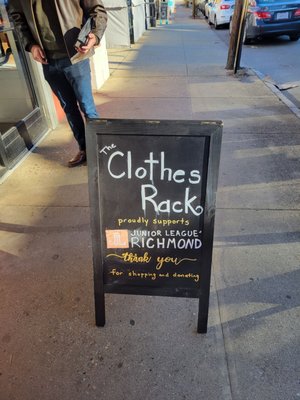 The
Clothes
Rack
proudly supports
JUNIOR LEAGUE®
RICHMOND
thank you
for shopping and donating